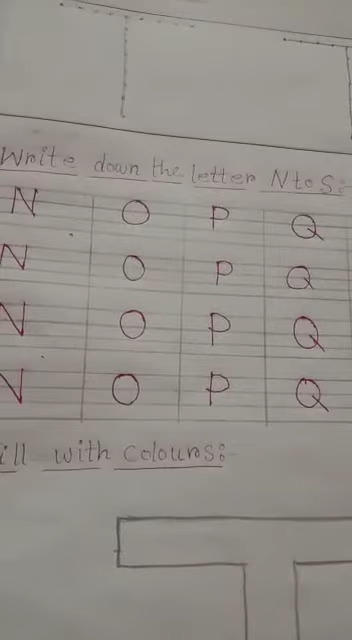 Write down the letter N to S:
N O P Q
N O P Q
N O P Q
N O P Q
ill with colours: